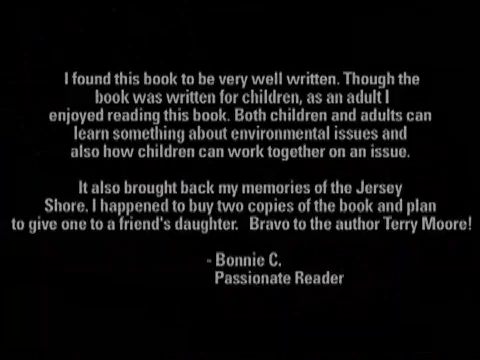 I found this book to be very well written. Though the
book was written for children, as an adult I
enjoyed reading this book. Both children and adults can
learn something about environmental issues and
also how children can work together on an issue.
It also brought back my memories of the Jersey
Shore. I happened to buy two copies of the book and plan
to give one to a friend's daughter. Bravo to the author Terry Moore!
- Bonnie C.
Passionate Reader